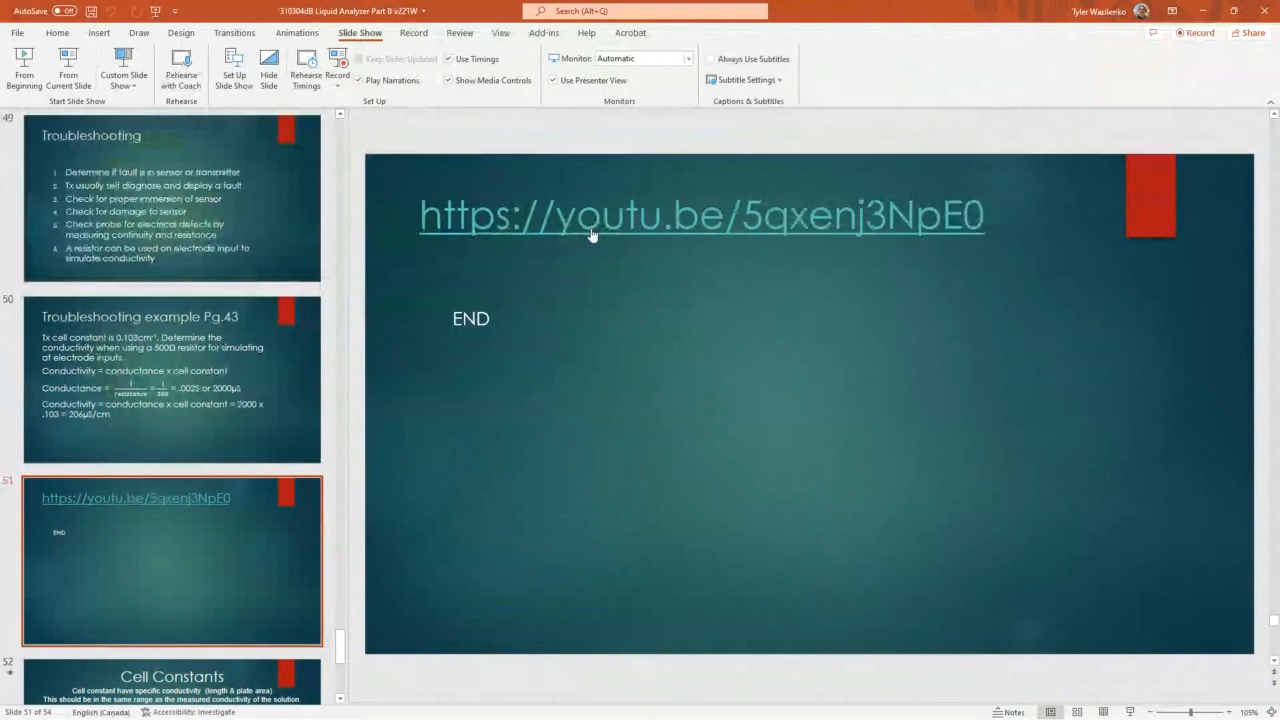 AutoSave Off
310304dB Liquid Analyzer Part B v2ZTW
Search (Alt+Q)
Tyler Wasilenko
File Home Insert Draw Design Transitions Animations Slide Show Record Review View Add-ins Help Acrobat
Record Share
From Beginning
From Current Slide
Custom Slide Show
Rehearse with Coach
Set Up Slide Show
Hide Slide
Rehearse Timings
Record
Keep Slides Updated
Play Narrations
Use Timings
Show Media Controls
Monitor: Automatic
Use Presenter View
Always Use Subtitles
Subtitle Settings
Start Slide Show Rehearse Set Up Monitors Captions & Subtitles
49
Troubleshooting
1. Determine if fault is in sensor or transmitter
2. Tx usually self diagnose and display a fault
3. Check for proper immersion of sensor
4. Check for damage to sensor
5. Check probe for electrical defects by
measuring continuity and resistance
6. A resistor can be used on electrode input to
simulate conductivity
50
Troubleshooting example Pg.43
Tx cell constant is 0.103cm⁻¹. Determine the
conductivity when using a 500Ω resistor for simulating
at electrode inputs
Conductivity = conductance x cell constant
Conductance = 1/resistance = 1/500 = .002S or 2000µS
Conductivity = conductance x cell constant = 2000 x
.103 = 206µS/cm
51
https://youtu.be/5qxenj3NpE0
END
52
Cell Constants
Cell constant have specific conductivity (length & plate area)
This should be in the same range as the measured conductivity of the solution.
https://youtu.be/5qxenj3NpE0
END
Slide 51 of 54 English (Canada) Accessibility: Investigate
Notes 105%